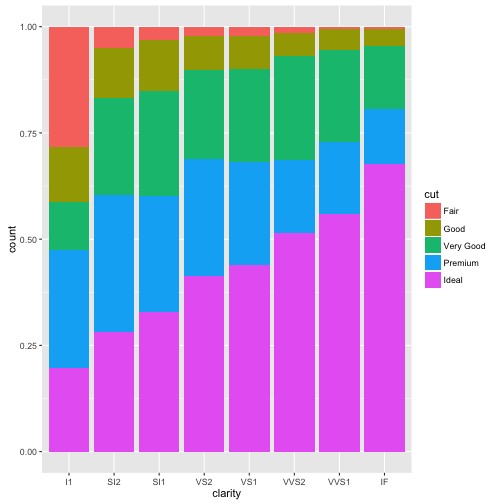 1.00
0.75
0.50
0.25
0.00
count
I1 SI2 SI1 VS2 VS1 VVS2 VVS1 IF
clarity
cut
Fair
Good
Very Good
Premium
Ideal